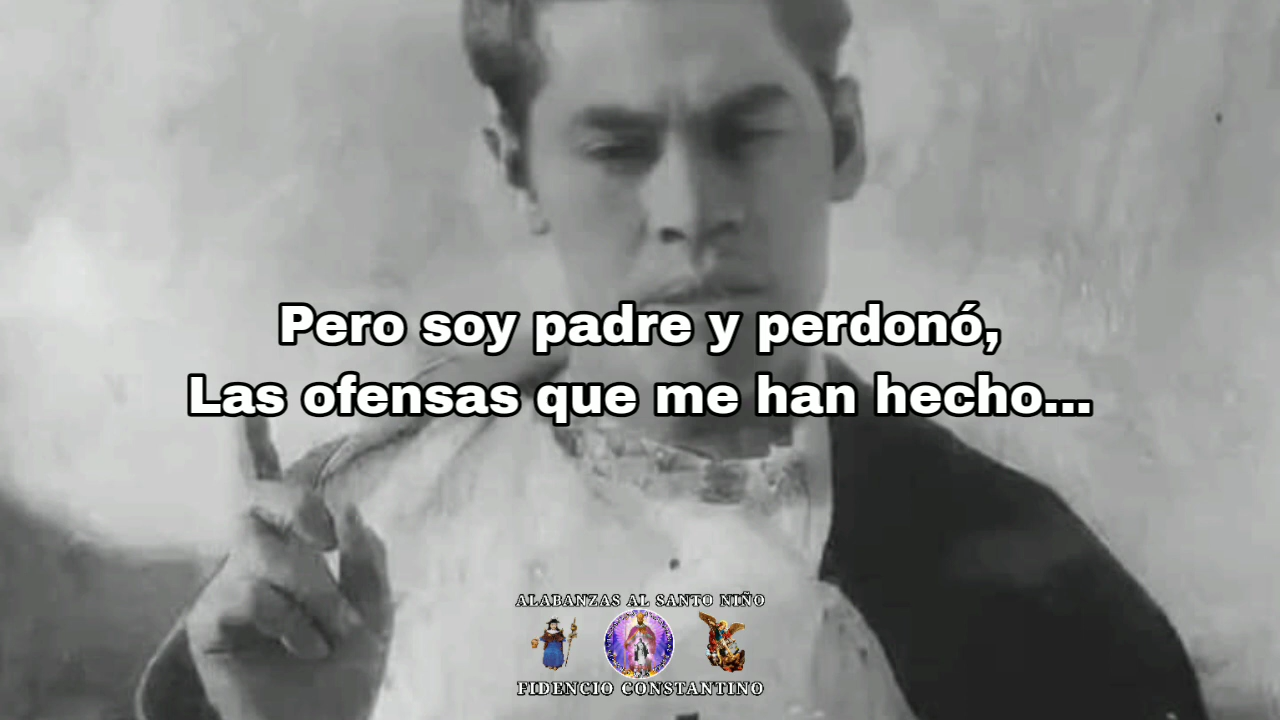 Pero soy padre y perdonó,
Las ofensas que me han hecho...
ALABANZAS AL SANTO NIÑO
FIDENCIO CONSTANTINO